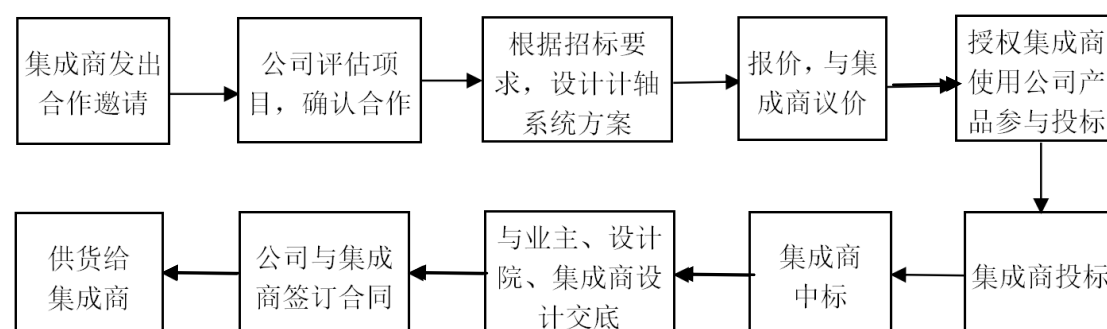 集成商发出
合作邀请
公司评估项
目，确认合作
根据招标要
求，设计计轴
系统方案
报价，与集
成商议价
授权集成商
使用公司产
品参与投标
集成商投标
集成商
中标
与业主、设计
院、集成商设
计交底
公司与集成
商签订合同
供货给
集成商